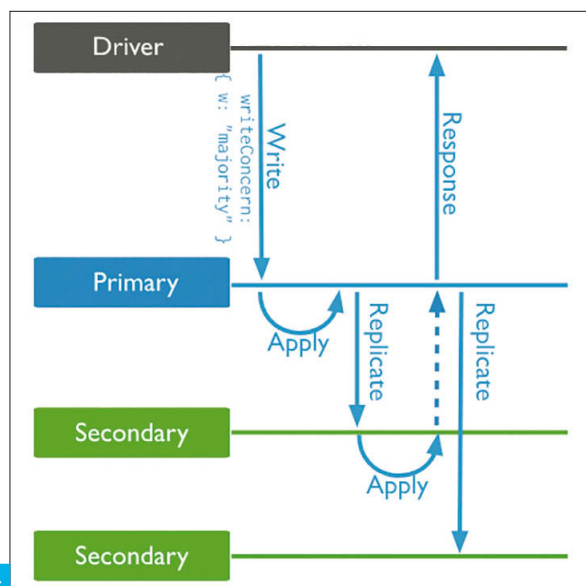 Driver
Write
writeConcern:
{ w: "majority" }
Response
Primary
Apply
Replicate
Replicate
Secondary
Apply
Secondary